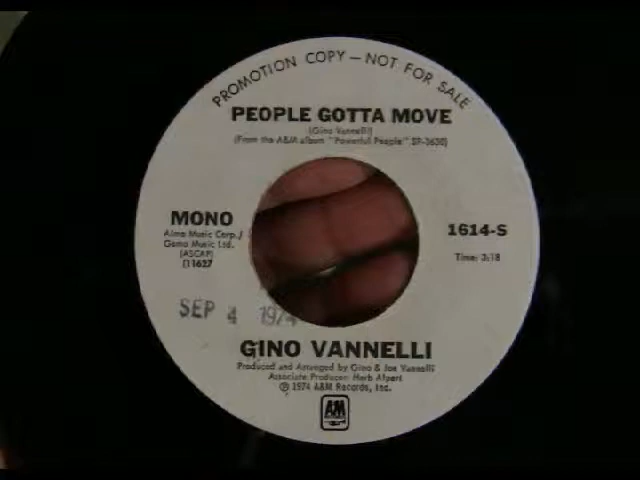 PROMOTION COPY — NOT FOR SALE
PEOPLE GOTTA MOVE
(Gino Vannelli)
(From the A&M album "Powerful People" SP-3630)
MONO
Almo Music Corp./
Gemo Music Ltd.
(ASCAP)
11627
1614-S
Time: 3:18
SEP 4 1974
GINO VANNELLI
Produced and Arranged by Gino & Joe Vannelli
Associate Producer: Herb Alpert
℗ 1974 A&M Records, Inc.
A&M